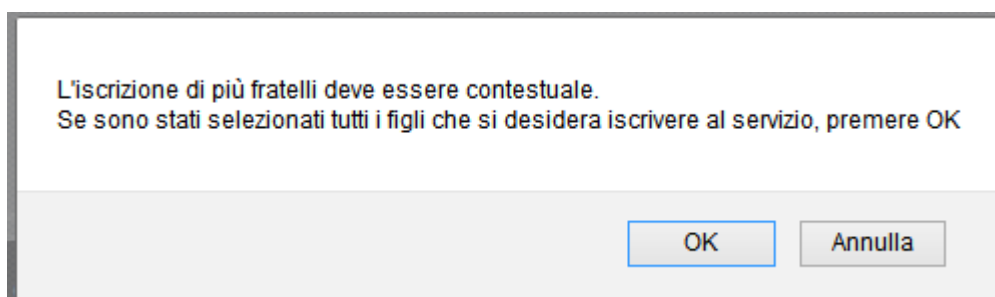 L'iscrizione di più fratelli deve essere contestuale.
Se sono stati selezionati tutti i figli che si desidera iscrivere al servizio, premere OK
OK
Annulla